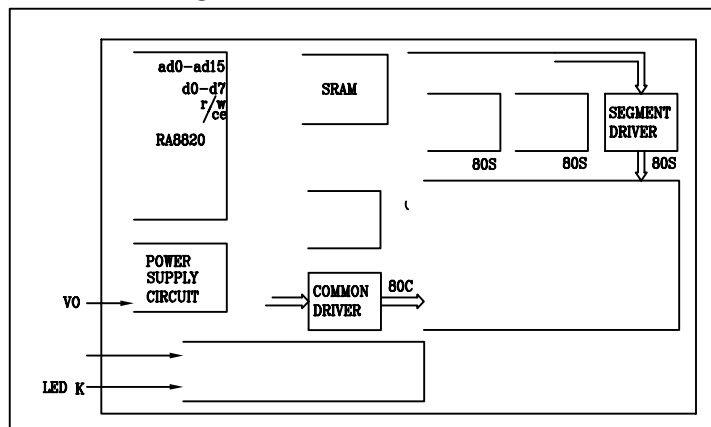 ad0-ad15
d0-d7
r/w
ce
RA8820
SRAM
SEGMENT
DRIVER
80S
80S
80S
POWER
SUPPLY
CIRCUIT
V0
COMMON
DRIVER
80C
LED K